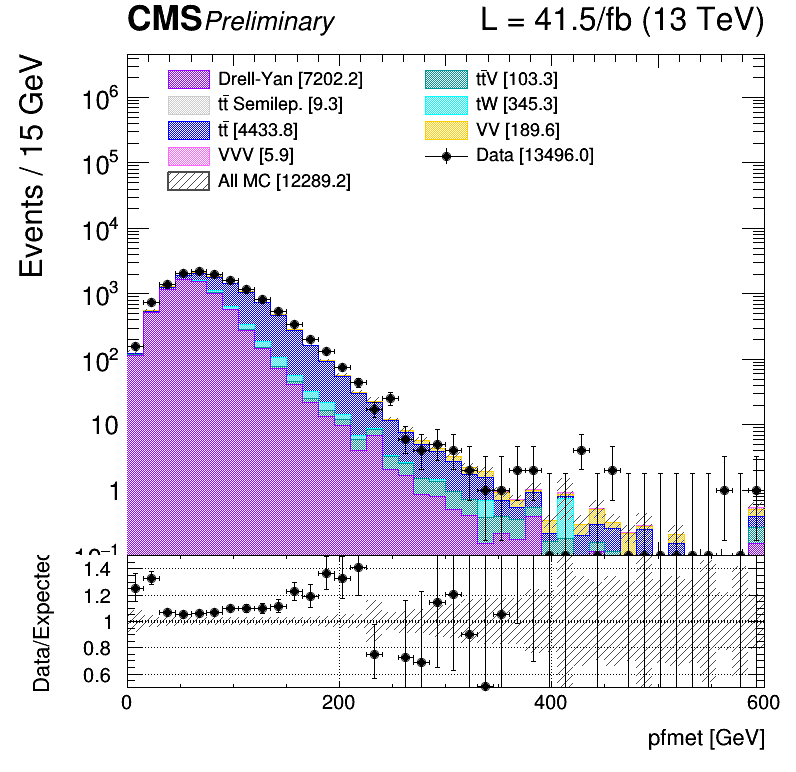 CMS Preliminary L = 41.5/fb (13 TeV)
Events / 15 GeV
Drell-Yan [7202.2]
tt̄ Semilep. [9.3]
tt̄ [4433.8]
VVV [5.9]
All MC [12289.2]
tt̄V [103.3]
tW [345.3]
VV [189.6]
Data [13496.0]
10⁶
10⁵
10⁴
10³
10²
10
1
10⁻¹
Data/Expected
1.4
1.2
1
0.8
0.6
0 200 400 600
pfmet [GeV]